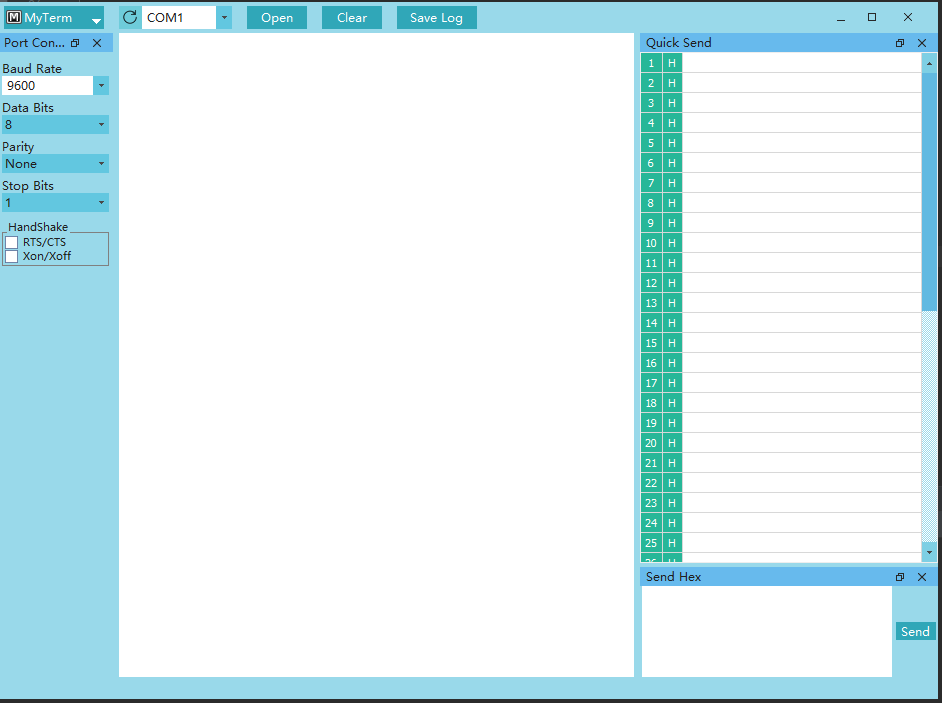 M MyTerm
COM1
Open
Clear
Save Log
Port Con...
Baud Rate
9600
Data Bits
8
Parity
None
Stop Bits
1
HandShake
RTS/CTS
Xon/Xoff
Quick Send
1 H
2 H
3 H
4 H
5 H
6 H
7 H
8 H
9 H
10 H
11 H
12 H
13 H
14 H
15 H
16 H
17 H
18 H
19 H
20 H
21 H
22 H
23 H
24 H
25 H
26 H
Send Hex
Send